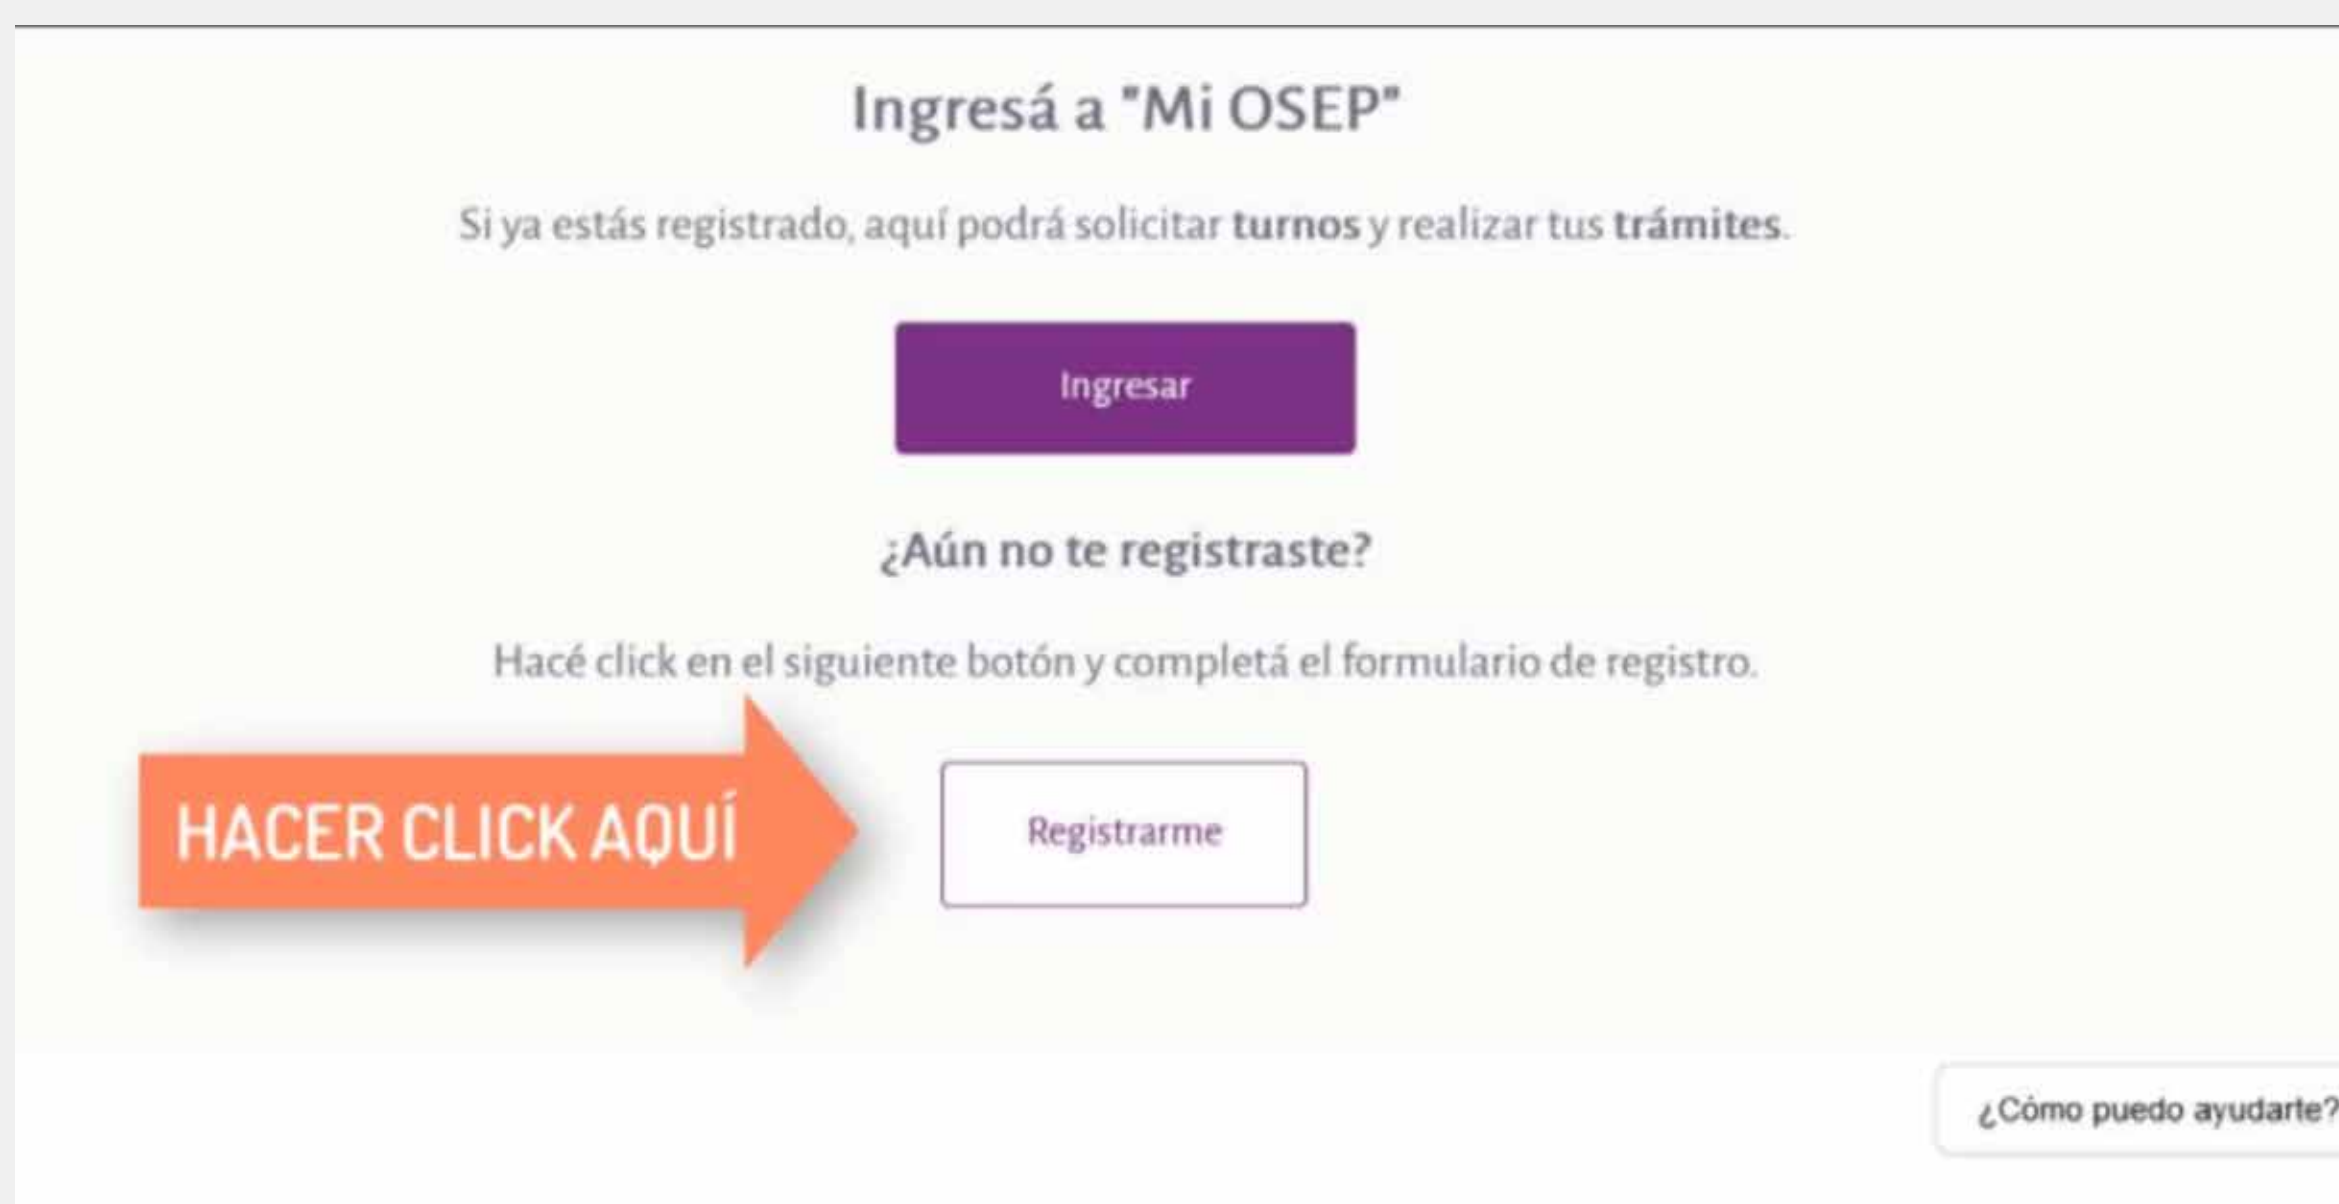 Ingresá a "Mi OSEP"
Si ya estás registrado, aquí podrá solicitar turnos y realizar tus trámites.
Ingresar
¿Aún no te registraste?
Hacé click en el siguiente botón y completá el formulario de registro.
HACER CLICK AQUÍ
Registrarme
¿Cómo puedo ayudarte?